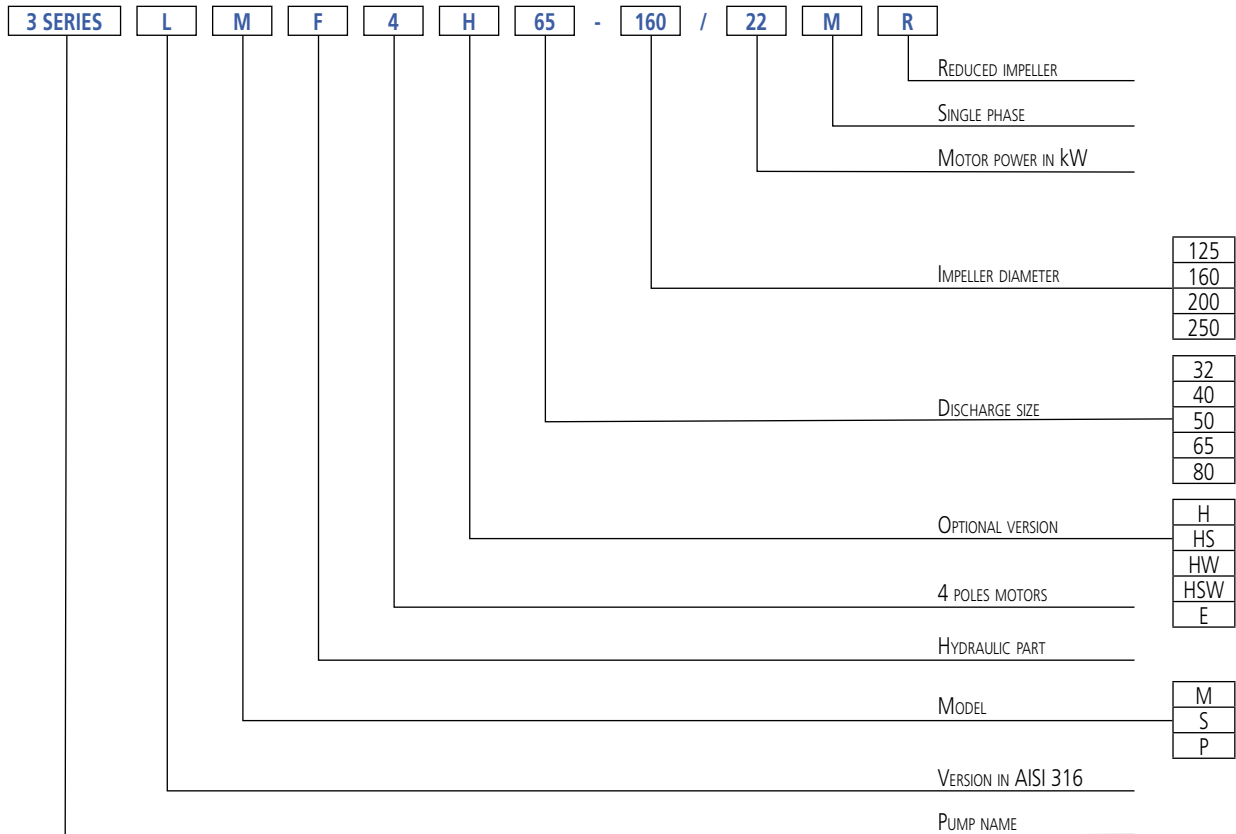 3 SERIES L M F 4 H 65 - 160 / 22 M R
REDUCED IMPELLER
SINGLE PHASE
MOTOR POWER IN kW
125
IMPELLER DIAMETER 160
200
250
32
40
DISCHARGE SIZE 50
65
80
H
OPTIONAL VERSION HS
HW
4 POLES MOTORS HSW
E
HYDRAULIC PART
M
MODEL S
P
VERSION IN AISI 316
PUMP NAME